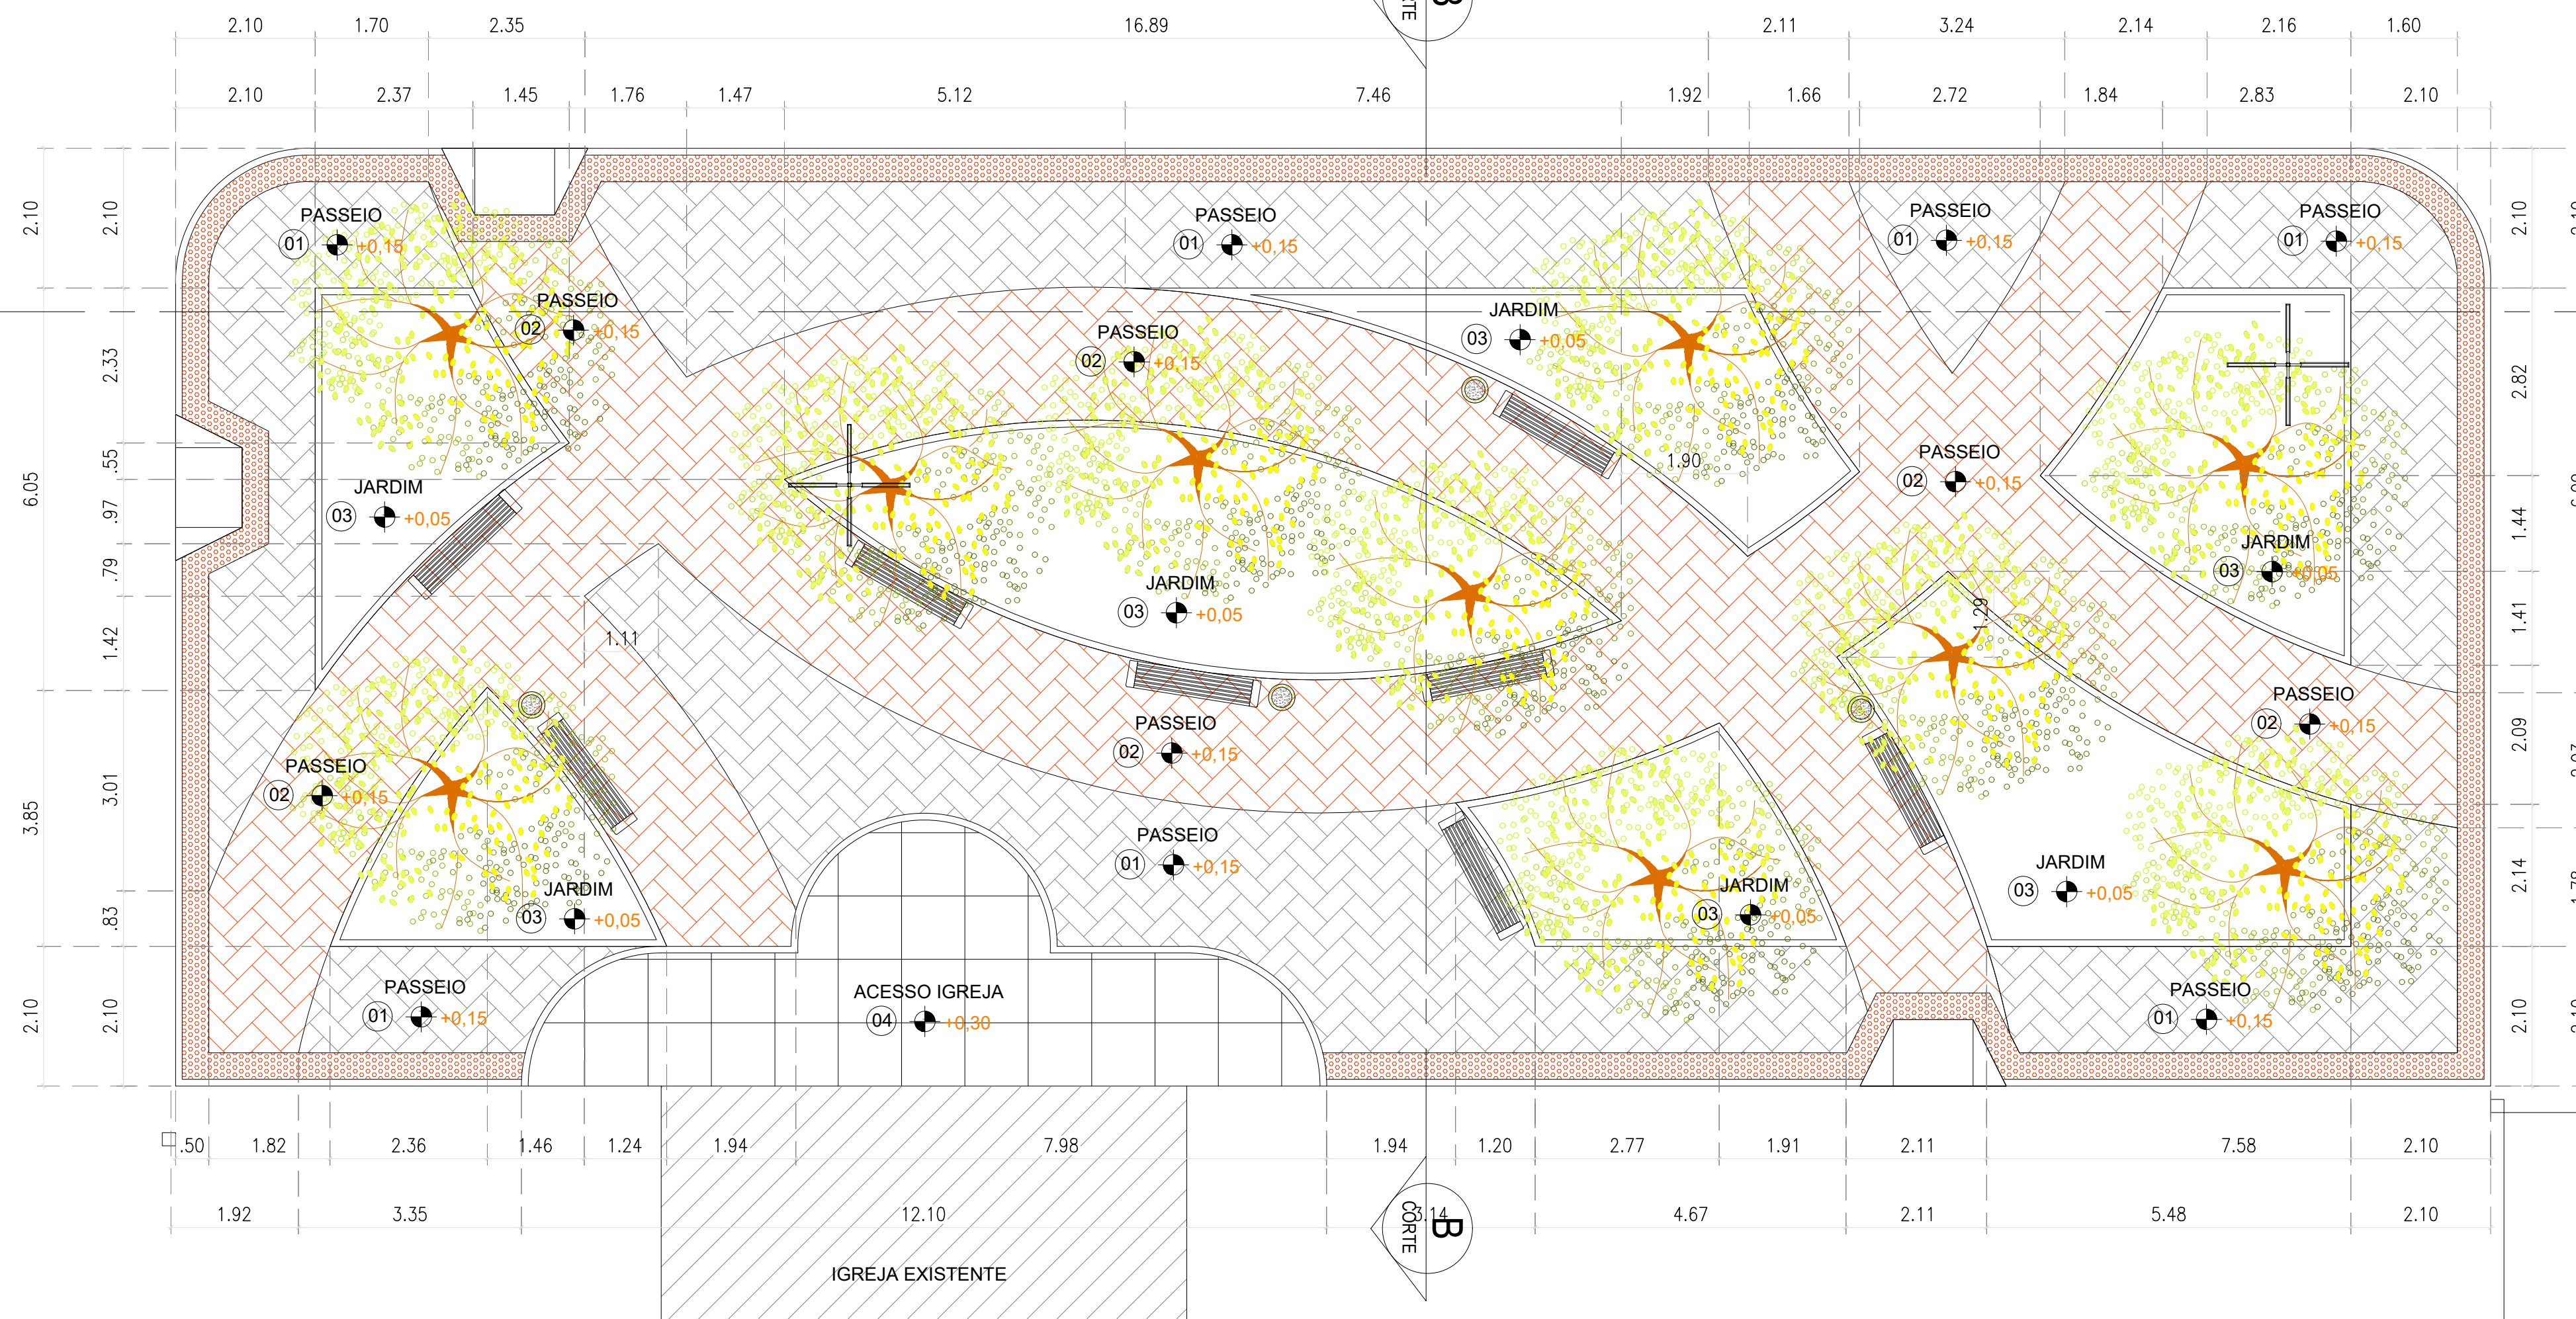 B
CORTE
2.10 1.70 2.35 16.89 2.11 3.24 2.14 2.16 1.60
2.10 2.37 1.45 1.76 1.47 5.12 7.46 1.92 1.66 2.72 1.84 2.83 2.10
2.10
6.05
3.85
2.10
2.10
2.33
.55
.97
.79
1.42
3.01
.83
2.10
PASSEIO
01 +0,15
PASSEIO
01 +0,15
PASSEIO
01 +0,15
PASSEIO
01 +0,15
PASSEIO
02 +0,15
JARDIM
03 +0,05
PASSEIO
02 +0,15
1.90
PASSEIO
02 +0,15
JARDIM
03 +0,05
JARDIM
03 +0,05
JARDIM
03 +0,05
1.11
1.29
PASSEIO
02 +0,15
PASSEIO
02 +0,15
PASSEIO
02 +0,15
PASSEIO
01 +0,15
JARDIM
03 +0,05
JARDIM
03 +0,05
JARDIM
03 +0,05
PASSEIO
01 +0,15
ACESSO IGREJA
04 +0,30
PASSEIO
01 +0,15
2.10
2.82
1.44
1.41
2.09
2.14
2.10
.50 1.82 2.36 1.46 1.24 1.94 7.98 1.94 1.20 2.77 1.91 2.11 7.58 2.10
1.92 3.35 12.10 3.14 4.67 2.11 5.48 2.10
B
CORTE
IGREJA EXISTENTE